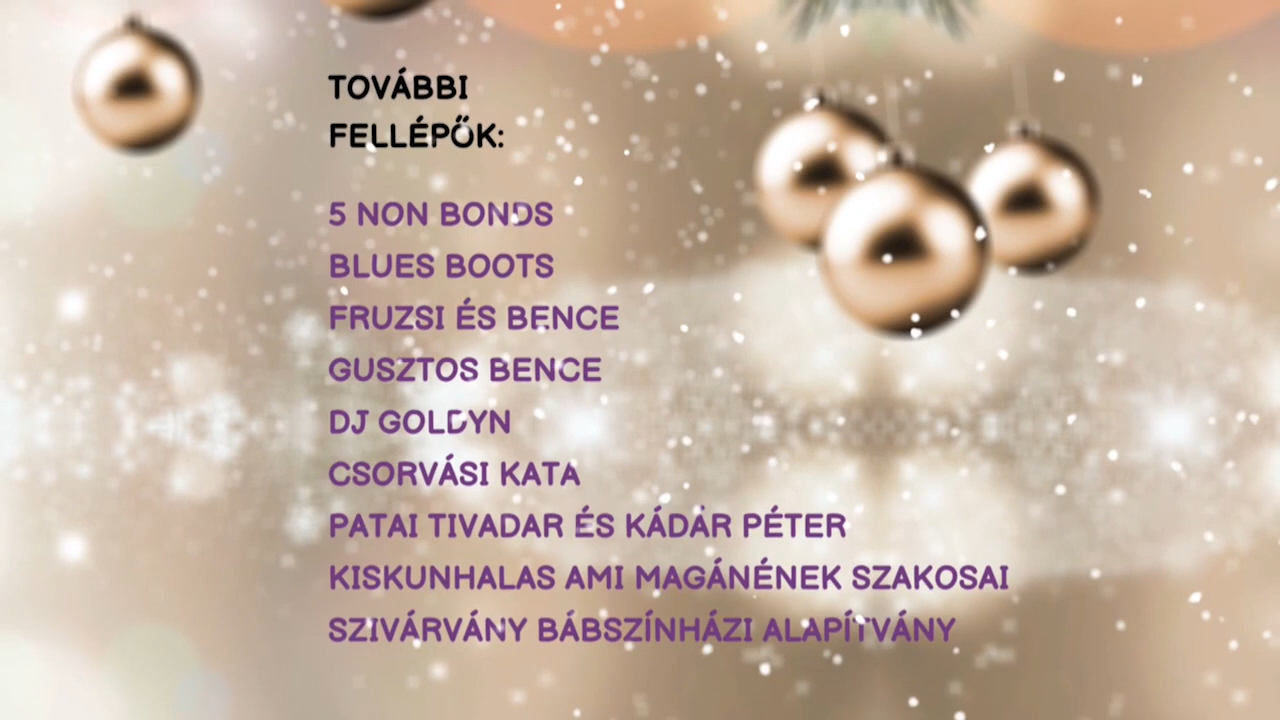 TOVÁBBI
FELLÉPŐK:
5 NON BONDS
BLUES BOOTS
FRUZSI ÉS BENCE
GUSZTOS BENCE
DJ GOLDYN
CSORVÁSI KATA
PATAI TIVADAR ÉS KÁDÁR PÉTER
KISKUNHALAS AMI MAGÁNÉNEK SZAKOSAI
SZIVÁRVÁNY BÁBSZÍNHÁZI ALAPÍTVÁNY